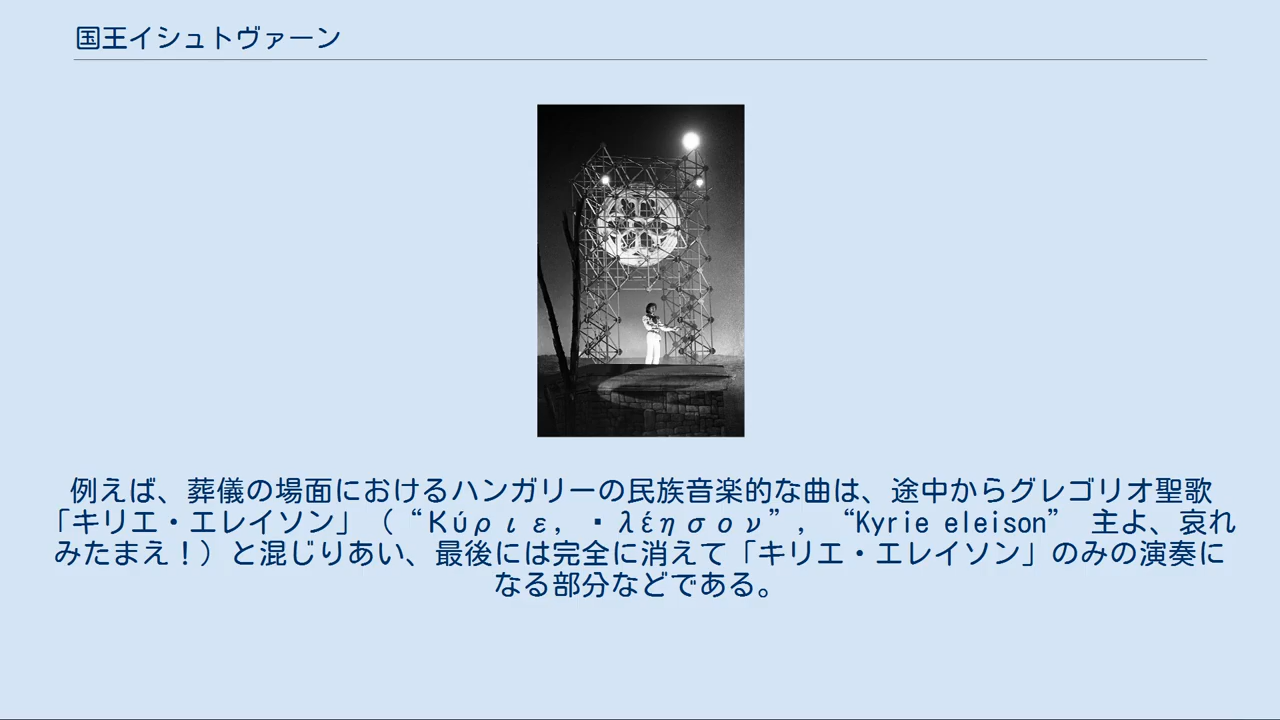 国王イシュトヴァーン
例えば、葬儀の場面におけるハンガリーの民族音楽的な曲は、途中からグレゴリオ聖歌
「キリエ・エレイソン」（“Κύριε, ▪λέησον”, “Kyrie eleison” 主よ、哀れ
みたまえ！）と混じりあい、最後には完全に消えて「キリエ・エレイソン」のみの演奏に
なる部分などである。